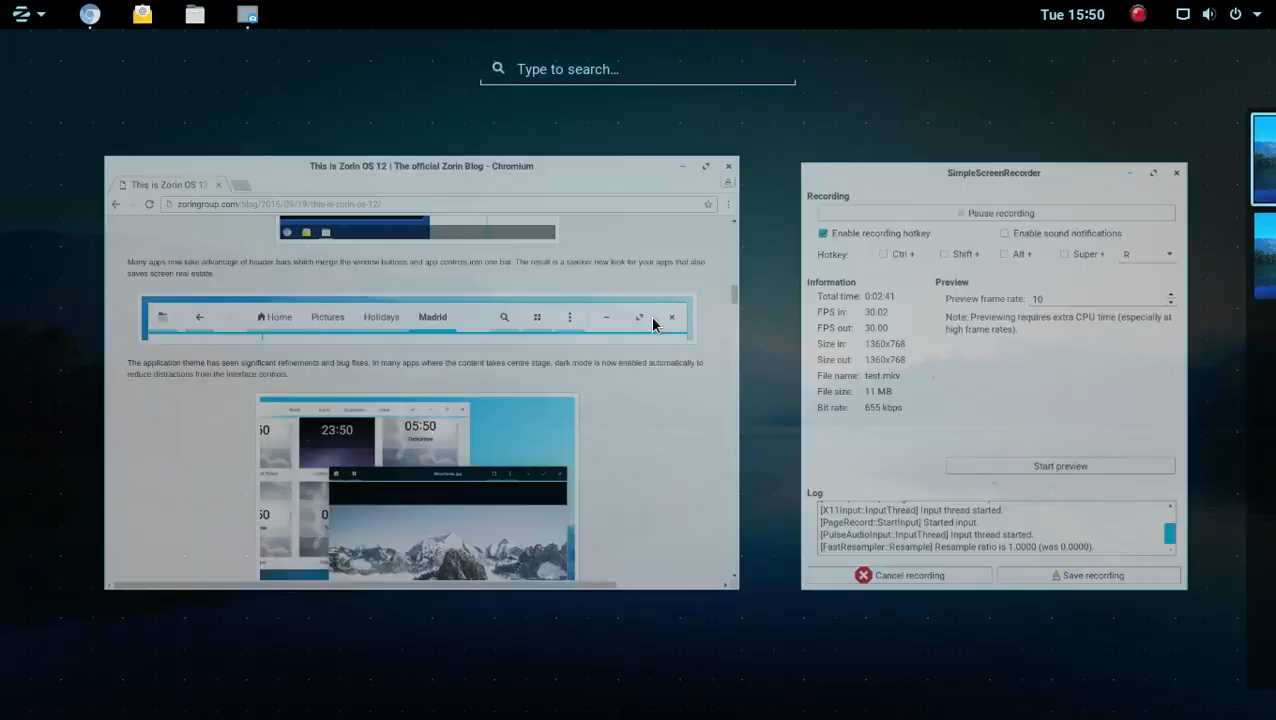 Tue 15:50
Type to search…
This is Zorin OS 12 | The official Zorin Blog - Chromium
This is Zorin OS 12
zoringroup.com/blog/2016/09/19/this-is-zorin-os-12/
Many apps now take advantage of header bars which merge the window buttons and app controls into one bar. The result is a sleeker new look for your apps that also
saves screen real estate.
Home Pictures Holidays Madrid
The application theme has seen significant refinements and bug fixes. In many apps where the content takes centre stage, dark mode is now enabled automatically to
reduce distractions from the interface controls.
:50 23:50 05:50
Tomorrow
SimpleScreenRecorder
Recording
Pause recording
Enable recording hotkey Enable sound notifications
Hotkey: Ctrl + Shift + Alt + Super + R
Information
Total time: 0:02:41
FPS in: 30.02
FPS out: 30.00
Size in: 1360x768
Size out: 1360x768
File name: test.mkv
File size: 11 MB
Bit rate: 655 kbps
Preview
Preview frame rate: 10
Note: Previewing requires extra CPU time (especially at
high frame rates).
Start preview
Log
[X11Input::InputThread] Input thread started.
[PageRecord::StartInput] Started input.
[PulseAudioInput::InputThread] Input thread started.
[FastResampler::Resample] Resample ratio is 1.0000 (was 0.0000).
Cancel recording Save recording